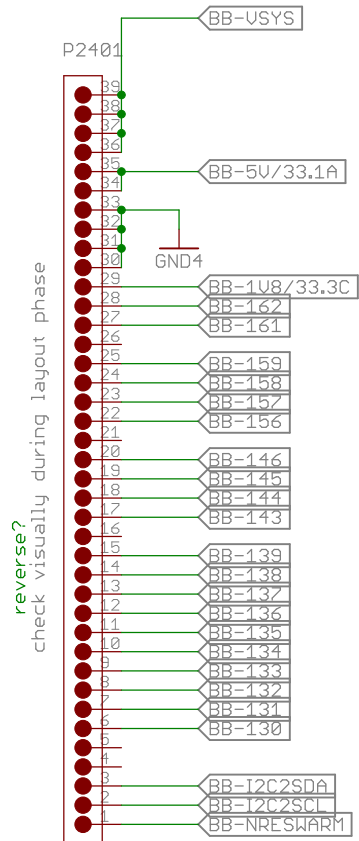 BB-VSYS
P2401
39
38
37
36
35 BB-5V/33.1A
34
33
32
31
30 GND4
29 BB-1V8/33.3C
28 BB-162
27 BB-161
26
25 BB-159
24 BB-158
23 BB-157
22 BB-156
21
20 BB-146
19 BB-145
18 BB-144
17 BB-143
16
15 BB-139
14 BB-138
13 BB-137
12 BB-136
11 BB-135
10 BB-134
9 BB-133
8 BB-132
7 BB-131
6 BB-130
5
4
3 BB-I2C2SDA
2 BB-I2C2SCL
1 BB-NRESWARM
reverse?
check visually during layout phase